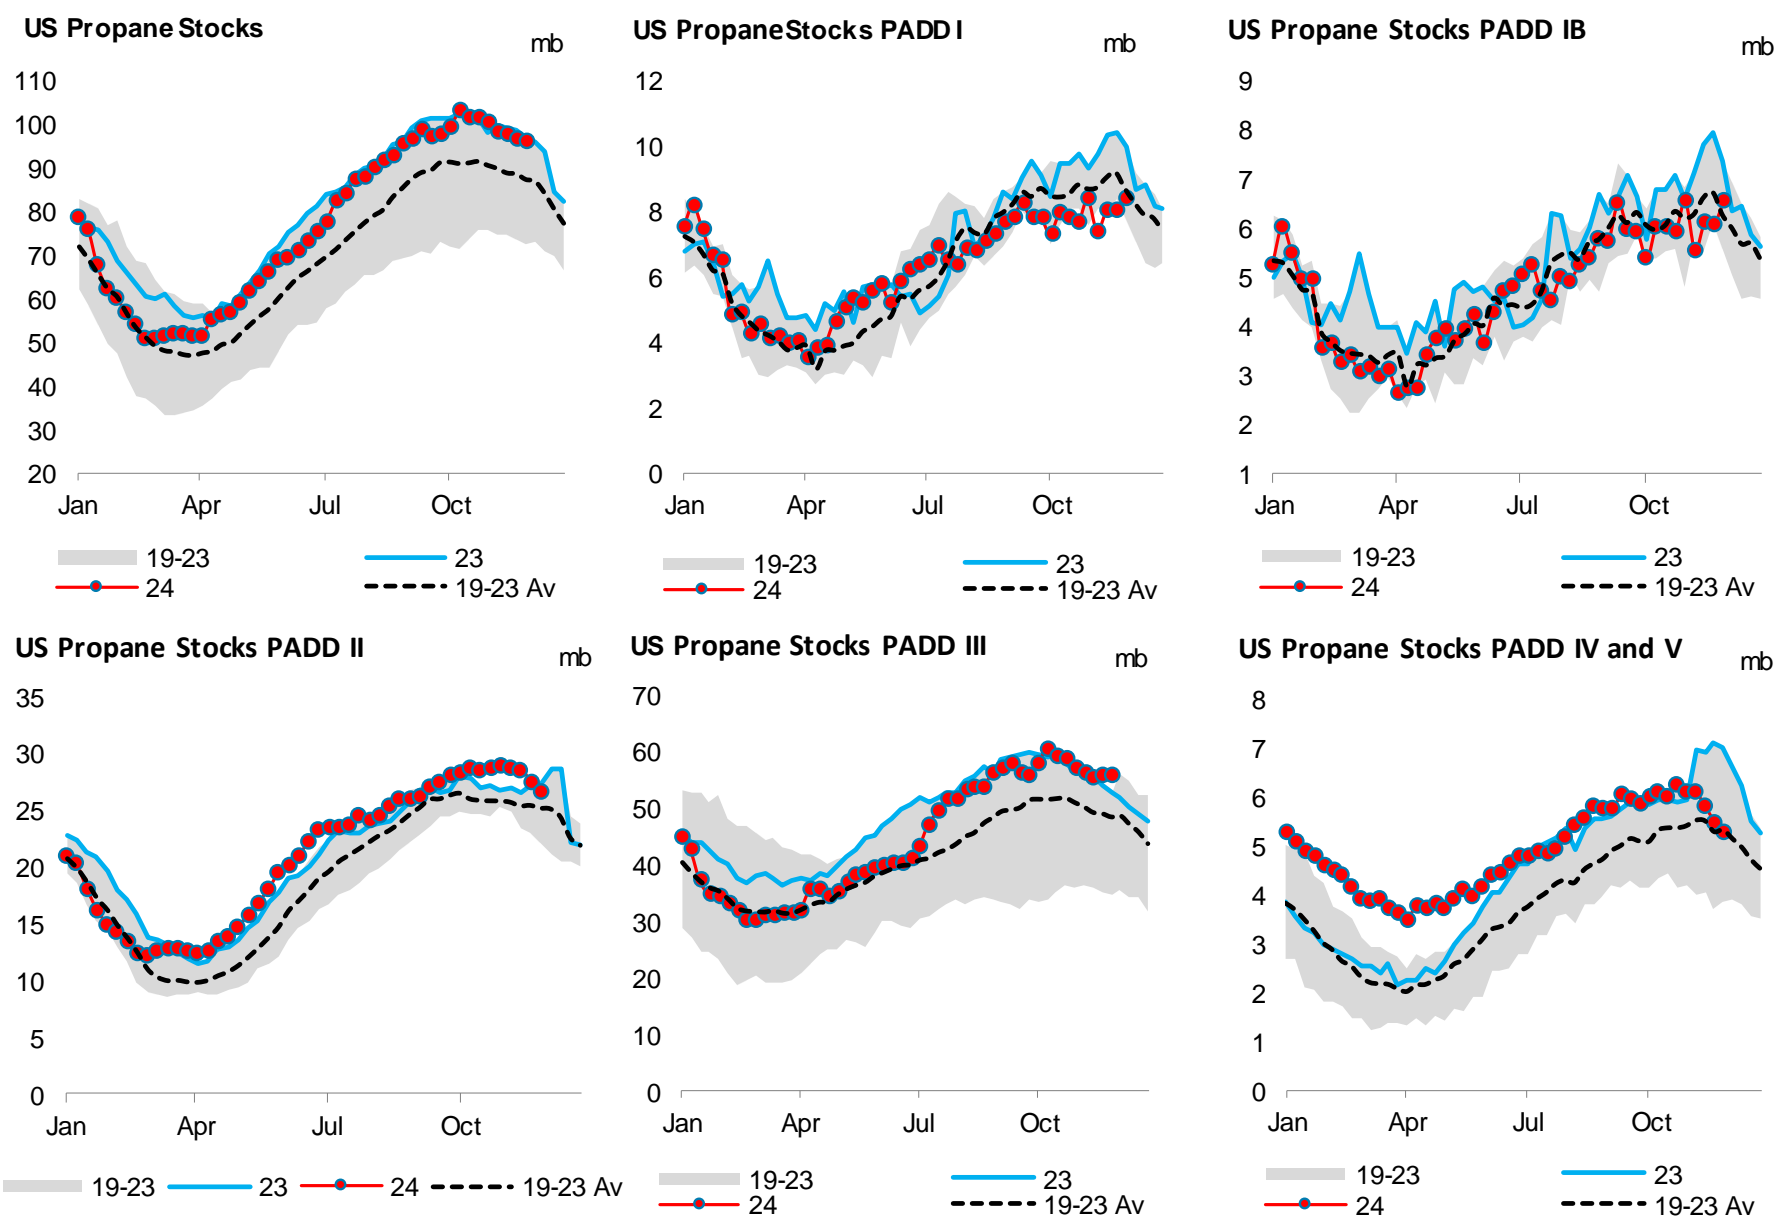 US Propane Stocks
mb
110
100
90
80
70
60
50
40
30
20
Jan Apr Jul Oct
19-23 23
24 19-23 Av
US Propane Stocks PADD I
mb
12
10
8
6
4
2
0
Jan Apr Jul Oct
19-23 23
24 19-23 Av
US Propane Stocks PADD IB
mb
9
8
7
6
5
4
3
2
1
Jan Apr Jul Oct
19-23 23
24 19-23 Av
US Propane Stocks PADD II
mb
35
30
25
20
15
10
5
0
Jan Apr Jul Oct
19-23 23 24 19-23 Av
US Propane Stocks PADD III
mb
70
60
50
40
30
20
10
0
Jan Apr Jul Oct
19-23 23
24 19-23 Av
US Propane Stocks PADD IV and V
mb
8
7
6
5
4
3
2
1
0
Jan Apr Jul Oct
19-23 23
24 19-23 Av